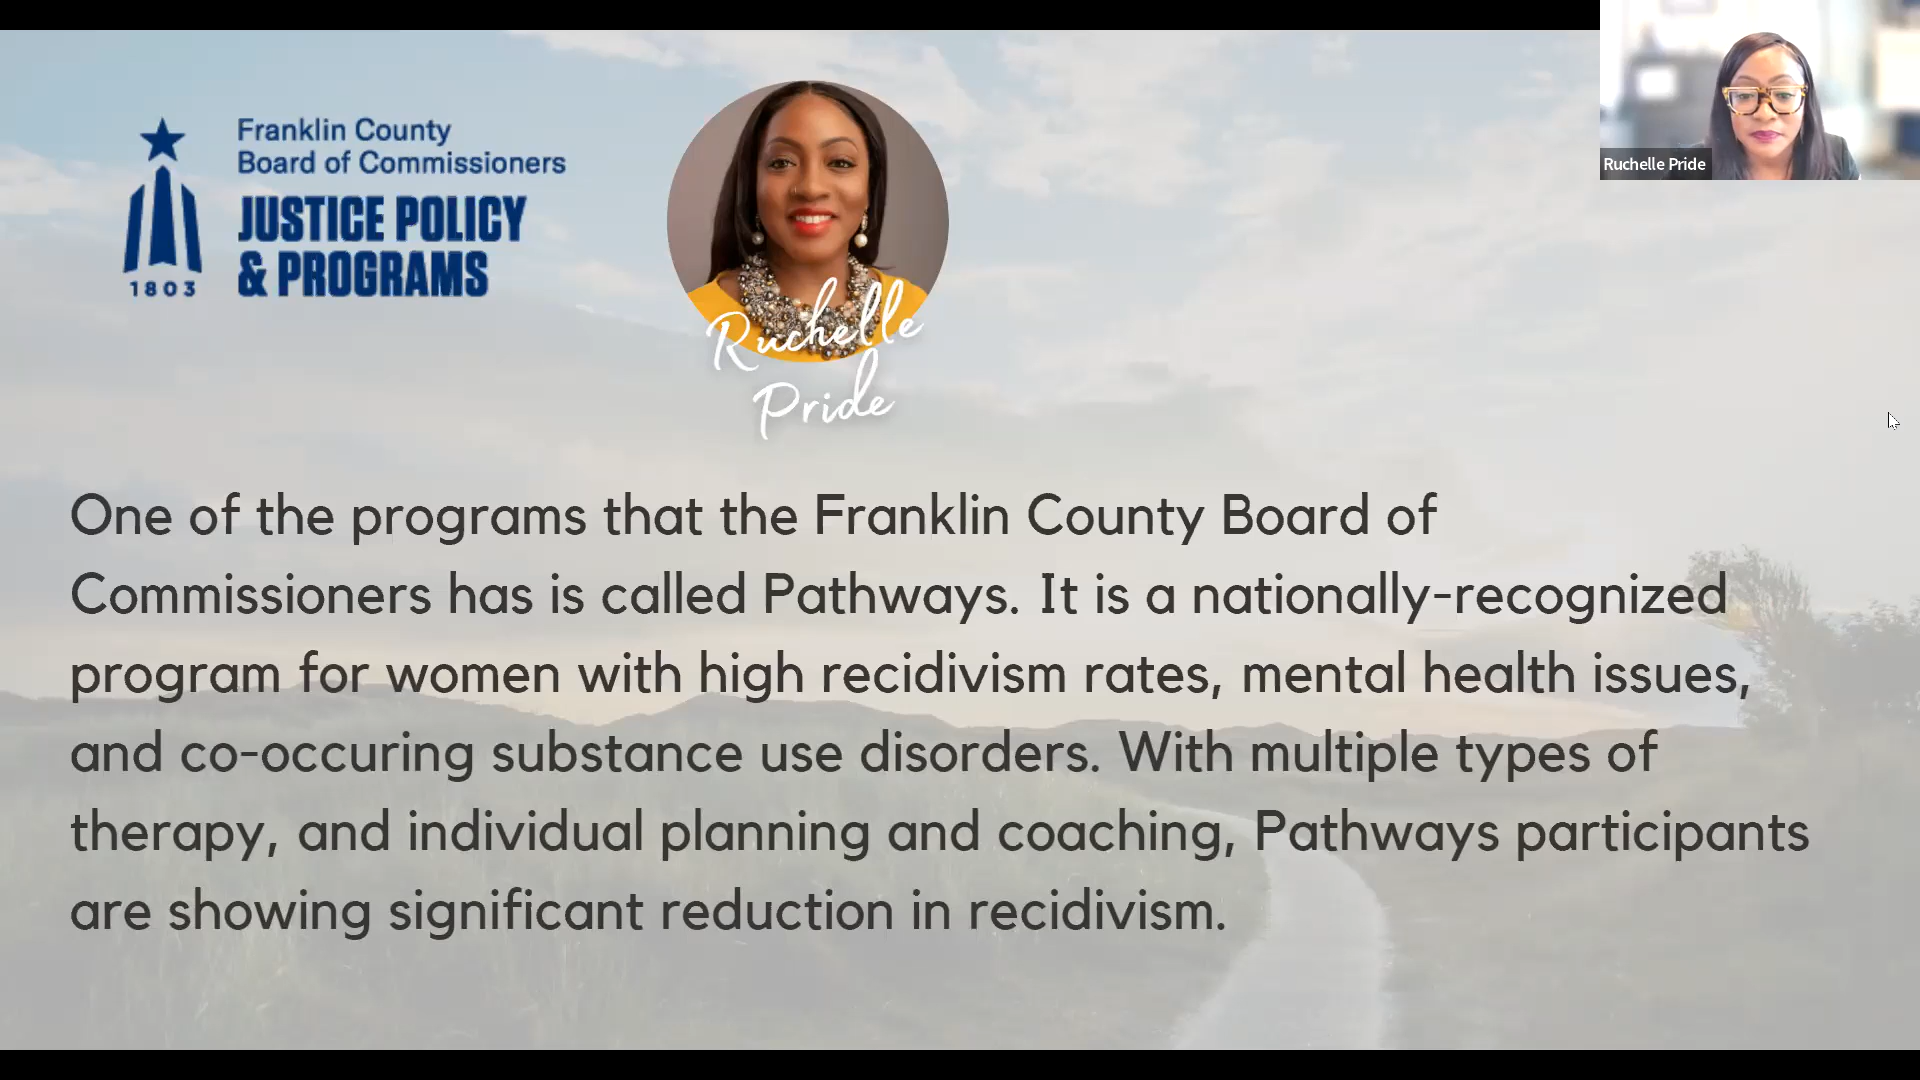 Franklin County
Board of Commissioners
JUSTICE POLICY
& PROGRAMS
1803
Ruchelle
Pride
Ruchelle Pride
One of the programs that the Franklin County Board of
Commissioners has is called Pathways. It is a nationally-recognized
program for women with high recidivism rates, mental health issues,
and co-occuring substance use disorders. With multiple types of
therapy, and individual planning and coaching, Pathways participants
are showing significant reduction in recidivism.